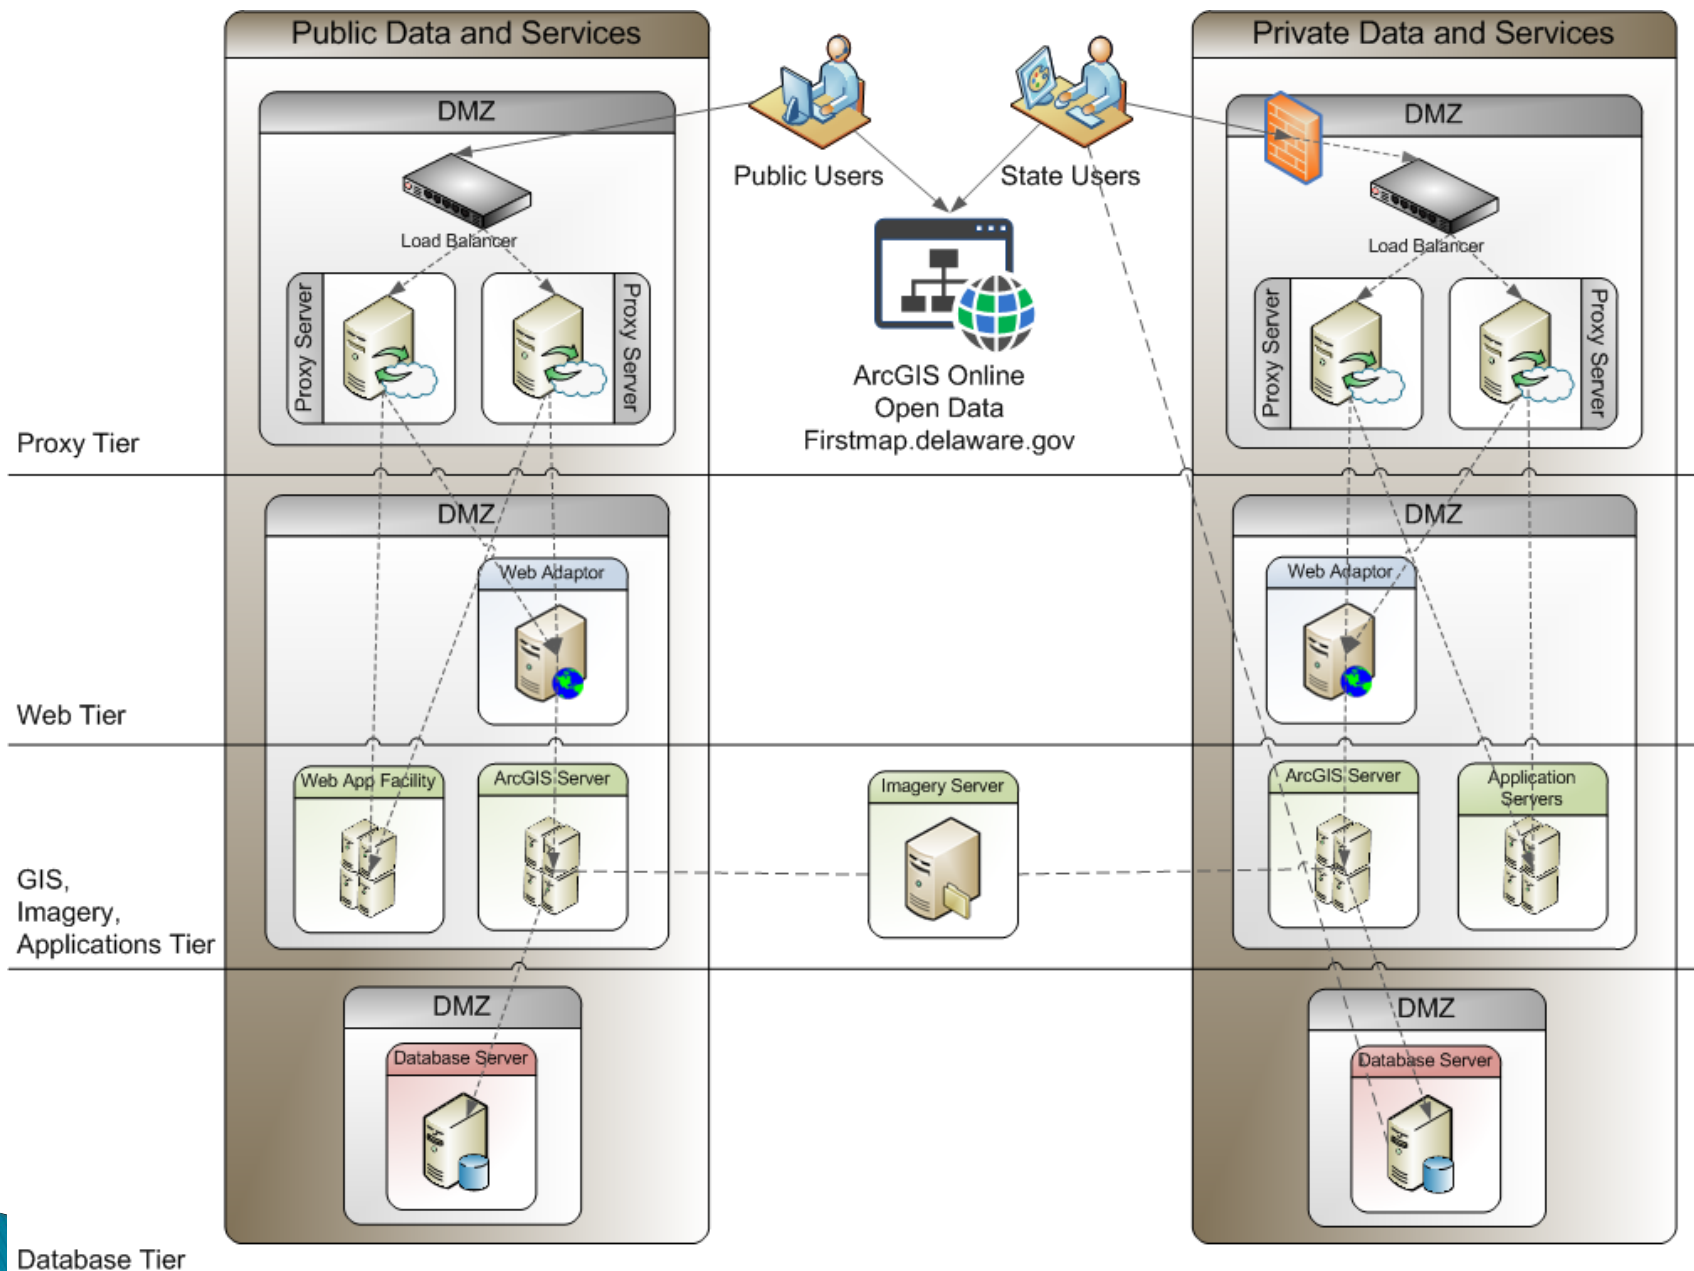 Public Data and Services
Private Data and Services
DMZ
DMZ
Public Users
State Users
Load Balancer
Load Balancer
Proxy Server
Proxy Server
Proxy Server
Proxy Server
ArcGIS Online
Open Data
Firstmap.delaware.gov
Proxy Tier
DMZ
DMZ
Web Adaptor
Web Adaptor
Web Tier
Web App Facility
ArcGIS Server
Imagery Server
ArcGIS Server
Application
Servers
GIS,
Imagery,
Applications Tier
DMZ
DMZ
Database Server
Database Server
Database Tier